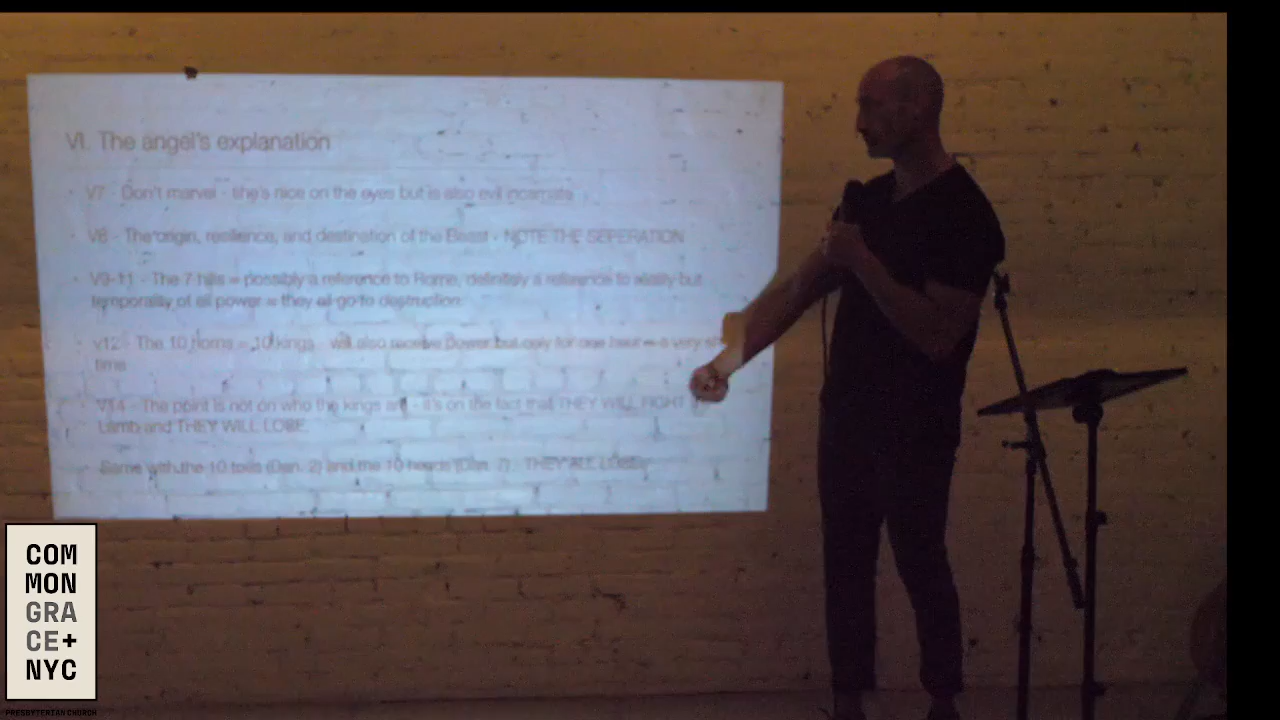 VI. The angel's explanation
V7 - Don't marvel - she's nice on the eyes but is also evil incarnate
V8 - The origin, resilience, and destination of the Beast - NOTE THE SEPERATION
V9-11 - The 7 hills = possibly a reference to Rome, definitely a reference to but
temporality of all power = they all go to destruction.
v12 - The 10 Horns = 10 kings will also receive power but only for one hour = a very
time
V14 - The point is not on who the kings are - it's on the fact that THEY WILL FIGHT
Lamb and THEY WILL LOSE.
Same with the 10 toes (Dan. 2) and the 10 heads (Dan. 7) THEY ALL LOSE
COM
MON
GRA
CE+
NYC
PRESBYTERIAN CHURCH